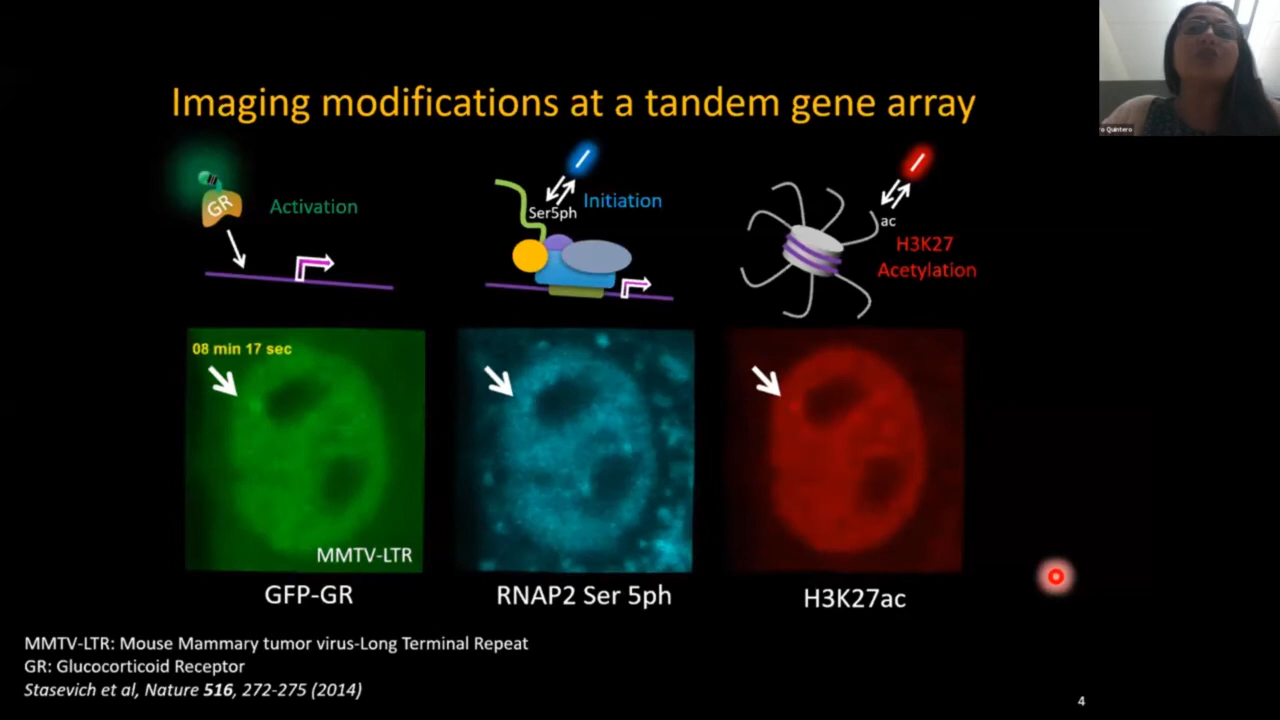 Imaging modifications at a tandem gene array
GR
Activation
Ser5ph
Initiation
ac
H3K27
Acetylation
08 min 17 sec
MMTV-LTR
GFP-GR
RNAP2 Ser 5ph
H3K27ac
MMTV-LTR: Mouse Mammary tumor virus-Long Terminal Repeat
GR: Glucocorticoid Receptor
Stasevich et al, Nature 516, 272-275 (2014)
4
Quintero